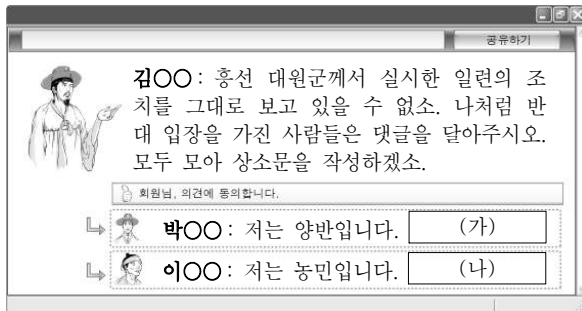 공유하기
김○○: 흥선 대원군께서 실시한 일련의 조
치를 그대로 보고 있을 수 없소. 나처럼 반
대 입장을 가진 사람들은 댓글을 달아주시오.
모두 모아 상소문을 작성하겠소.
회원님, 의견에 동의합니다.
박○○: 저는 양반입니다. (가)
이○○: 저는 농민입니다. (나)